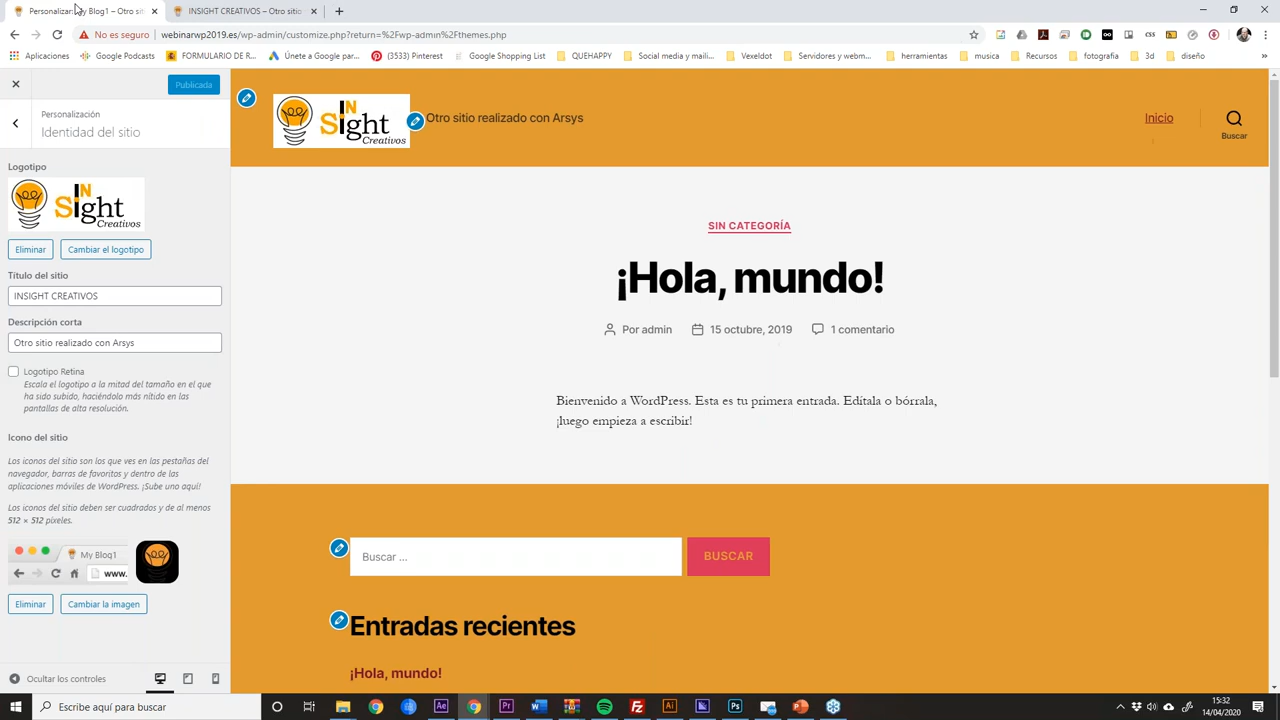 Personalizar: My Blog1 – Otro sit
INSIGHT CREATIVOS – Otro sitio r
No es seguro
webinarwp2019.es/wp-admin/customize.php?return=%2Fwp-admin%2Fthemes.php
Aplicaciones
Google Podcasts
FORMULARIO DE R...
Únete a Google par...
(3533) Pinterest
Google Shopping List
QUEHAPPY
Social media y maili...
Vexeldot
Servidores y webm...
herramientas
musica
Recursos
fotografia
3d
diseño
Publicada
Personalización
Identidad del sitio
Logotipo
INSight
Creativos
Eliminar
Cambiar el logotipo
Título del sitio
INSIGHT CREATIVOS
Descripción corta
Otro sitio realizado con Arsys
Logotipo Retina
Escala el logotipo a la mitad del tamaño en el que
ha sido subido, haciéndolo más nítido en las
pantallas de alta resolución.
Icono del sitio
Los iconos del sitio son los que ves en las pestañas del
navegador, barras de favoritos y dentro de las
aplicaciones móviles de WordPress. ¡Sube uno aquí!
Los iconos del sitio deben ser cuadrados y de al menos
512 × 512 píxeles.
My Blog1
www.
Eliminar
Cambiar la imagen
Ocultar los controles
INSight
Creativos
Otro sitio realizado con Arsys
Inicio
Buscar
SIN CATEGORÍA
¡Hola, mundo!
Por admin
15 octubre, 2019
1 comentario
Bienvenido a WordPress. Esta es tu primera entrada. Edítala o bórrala,
¡luego empieza a escribir!
Buscar ...
BUSCAR
Entradas recientes
¡Hola, mundo!
Escribe aquí para buscar
15:32
14/04/2020